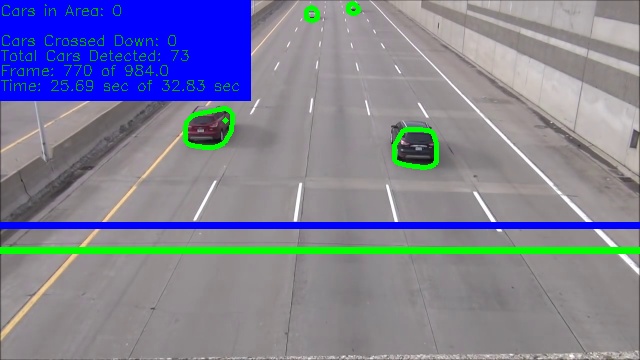 Cars in Area: 0
Cars Crossed Down: 0
Total Cars Detected: 73
Frame: 770 of 984.0
Time: 25.69 sec of 32.83 sec